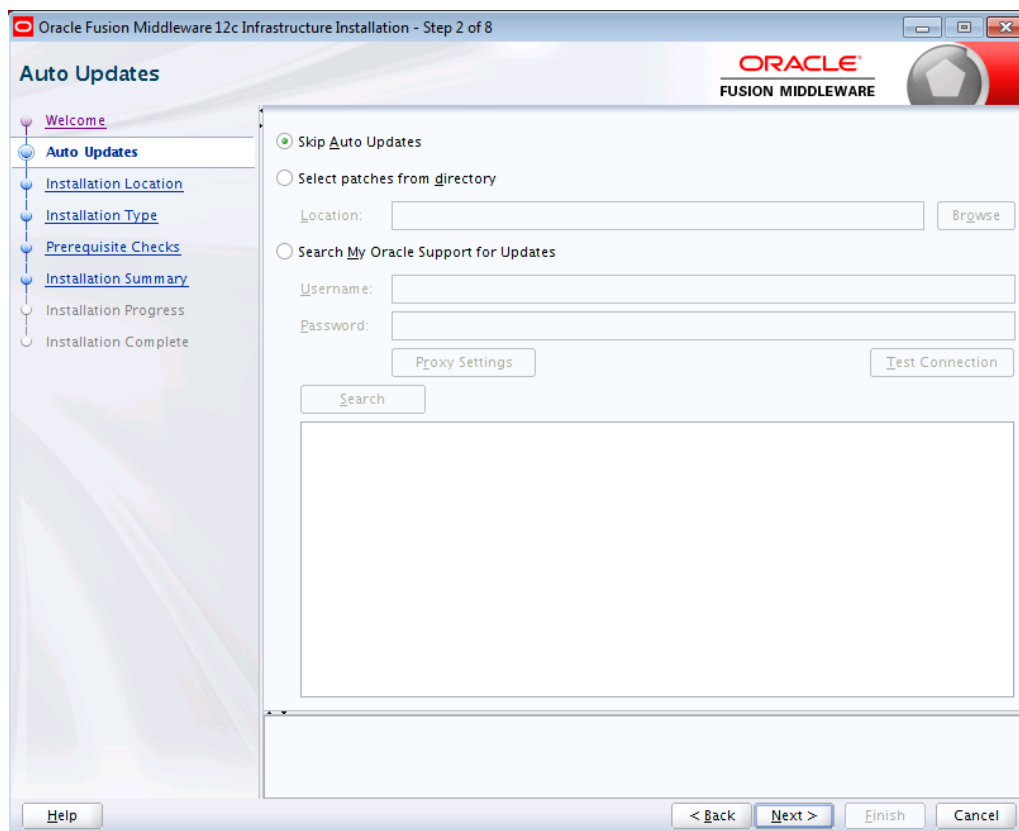 Oracle Fusion Middleware 12c Infrastructure Installation - Step 2 of 8
Auto Updates
ORACLE
FUSION MIDDLEWARE
Welcome
Auto Updates
Installation Location
Installation Type
Prerequisite Checks
Installation Summary
Installation Progress
Installation Complete
Skip Auto Updates
Select patches from directory
Location:
Browse
Search My Oracle Support for Updates
Username:
Password:
Proxy Settings
Test Connection
Search
Help
< Back
Next >
Finish
Cancel